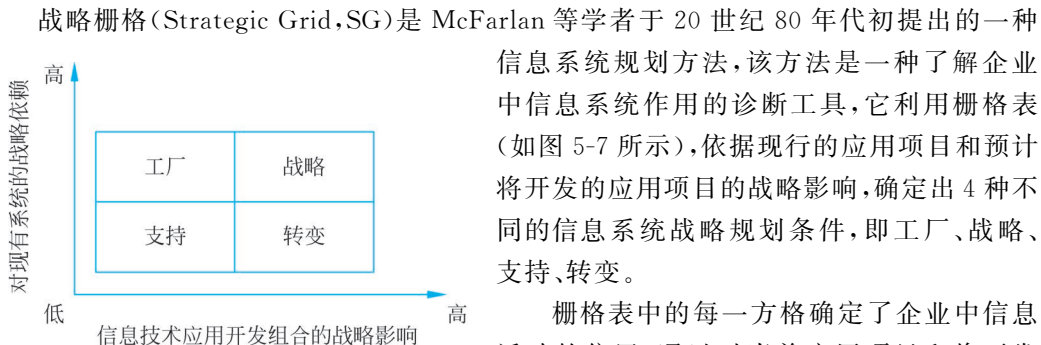 战略栅格(Strategic Grid,SG)是 McFarlan 等学者于 20 世纪 80 年代初提出的一种
信息系统规划方法,该方法是一种了解企业
中信息系统作用的诊断工具,它利用栅格表
(如图 5-7 所示),依据现行的应用项目和预计
将开发的应用项目的战略影响,确定出 4 种不
同的信息系统战略规划条件,即工厂、战略、
支持、转变。
栅格表中的每一方格确定了企业中信息
高
对现有系统的战略依赖
工厂 战略
支持 转变
低 高
信息技术应用开发组合的战略影响